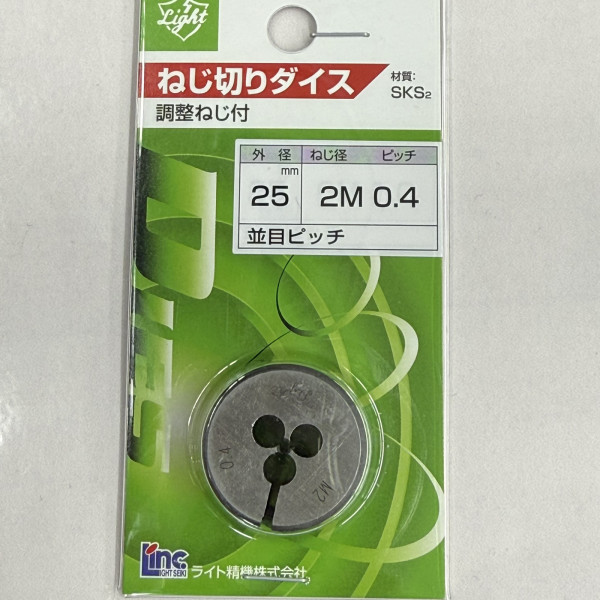 Light
ねじ切りダイス
材質:
SKS2
調整ねじ付
外径 ねじ径 ピッチ
mm
25 2M 0.4
並目ピッチ
DIES
0.4
M2
Linc.
LIGHT SEIKI
ライト精機株式会社